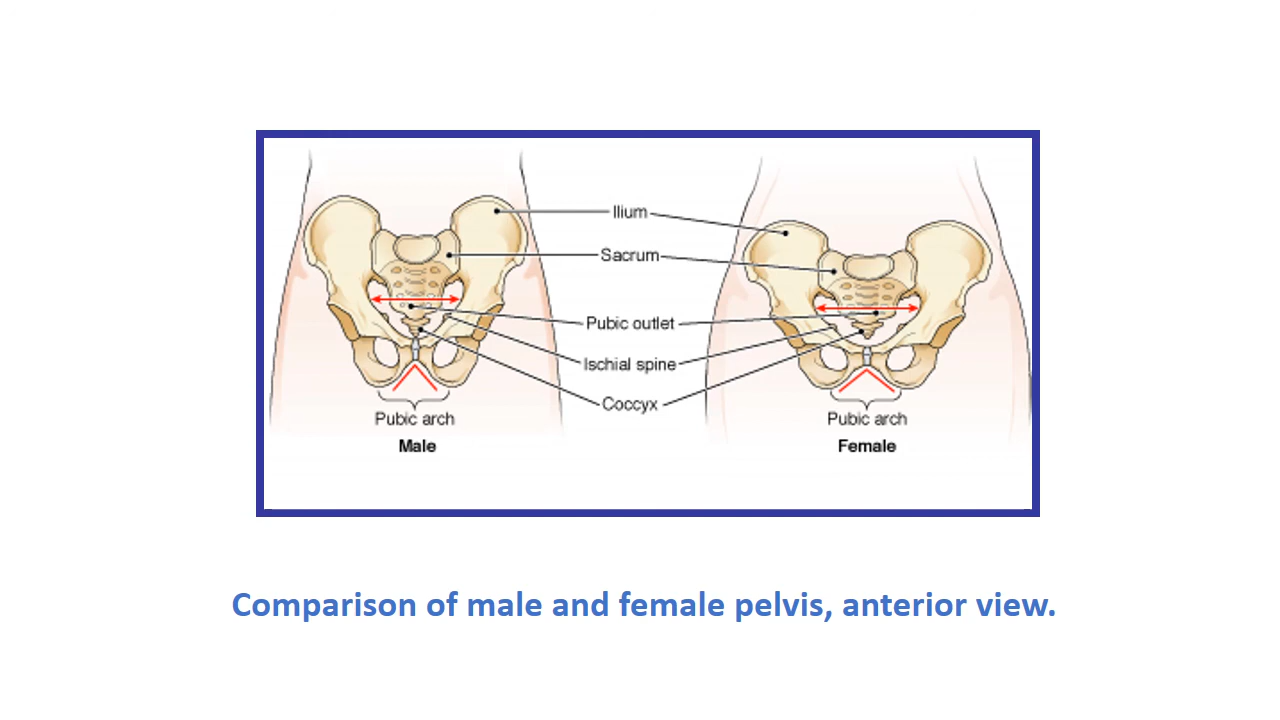 Ilium
Sacrum
Pubic outlet
Ischial spine
Coccyx
Pubic arch
Male
Pubic arch
Female
Comparison of male and female pelvis, anterior view.